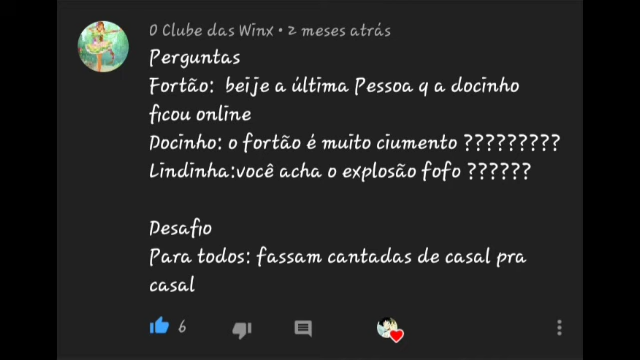 O Clube das Winx • 2 meses atrás
Perguntas
Fortão: beije a última Pessoa q a docinho
ficou online
Docinho: o fortão é muito ciumento ?????????
Lindinha:você acha o explosão fofo ??????
Desafio
Para todos: fassam cantadas de casal pra
casal
6